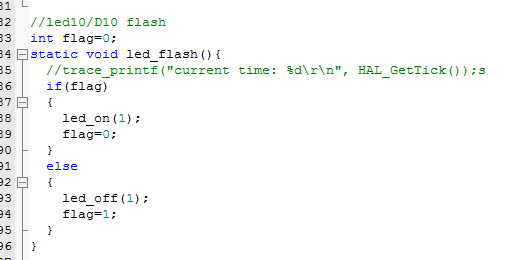 //led10/D10 flash
int flag=0;
static void led_flash(){
//trace_printf("current time: %d\r\n", HAL_GetTick());s
if(flag)
{
led_on(1);
flag=0;
}
else
{
led_off(1);
flag=1;
}
}